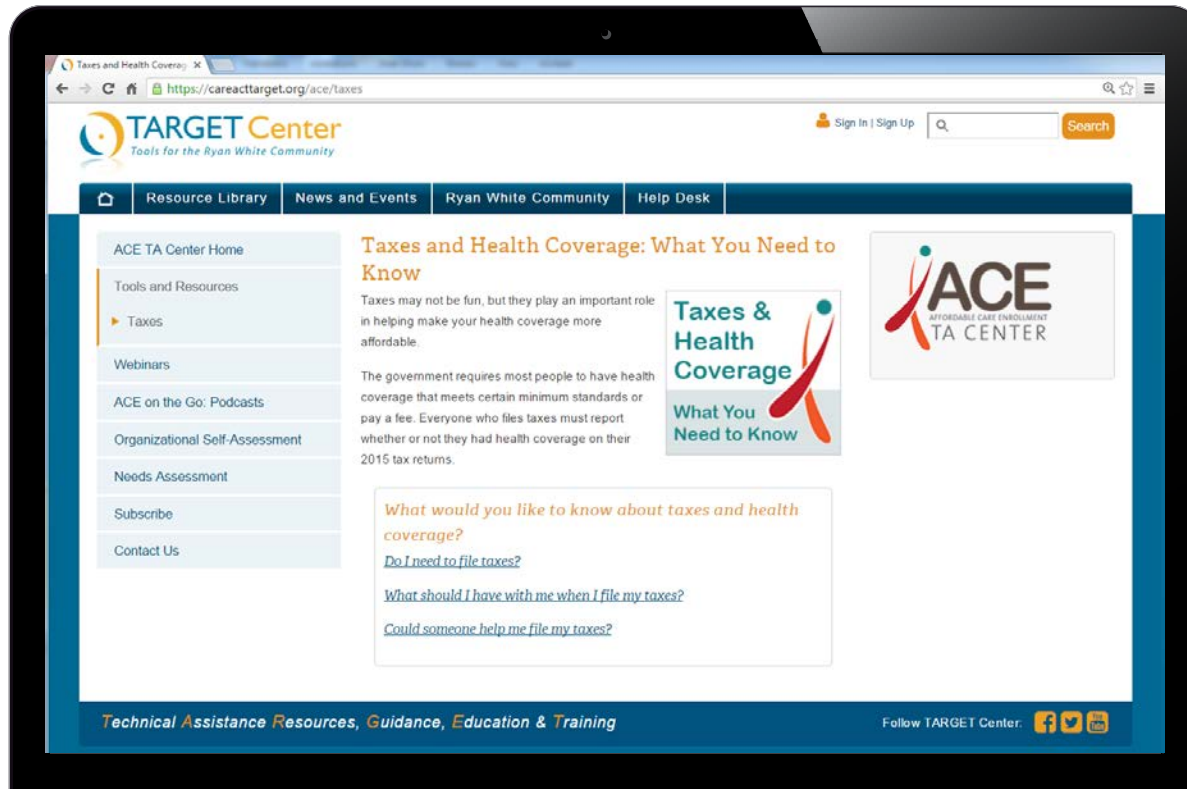 Taxes and Health Coverag
https://careacttarget.org/ace/taxes
TARGET Center
Tools for the Ryan White Community
Sign In | Sign Up
Search
Resource Library
News and Events
Ryan White Community
Help Desk
ACE TA Center Home
Tools and Resources
Taxes
Webinars
ACE on the Go: Podcasts
Organizational Self-Assessment
Needs Assessment
Subscribe
Contact Us
Taxes and Health Coverage: What You Need to
Know
Taxes may not be fun, but they play an important role
in helping make your health coverage more
affordable.
The government requires most people to have health
coverage that meets certain minimum standards or
pay a fee. Everyone who files taxes must report
whether or not they had health coverage on their
2015 tax returns.
Taxes &
Health
Coverage
What You
Need to Know
What would you like to know about taxes and health
coverage?
Do I need to file taxes?
What should I have with me when I file my taxes?
Could someone help me file my taxes?
ACE
AFFORDABLE CARE ENROLLMENT
TA CENTER
Technical Assistance Resources, Guidance, Education & Training
Follow TARGET Center:
You
Tube